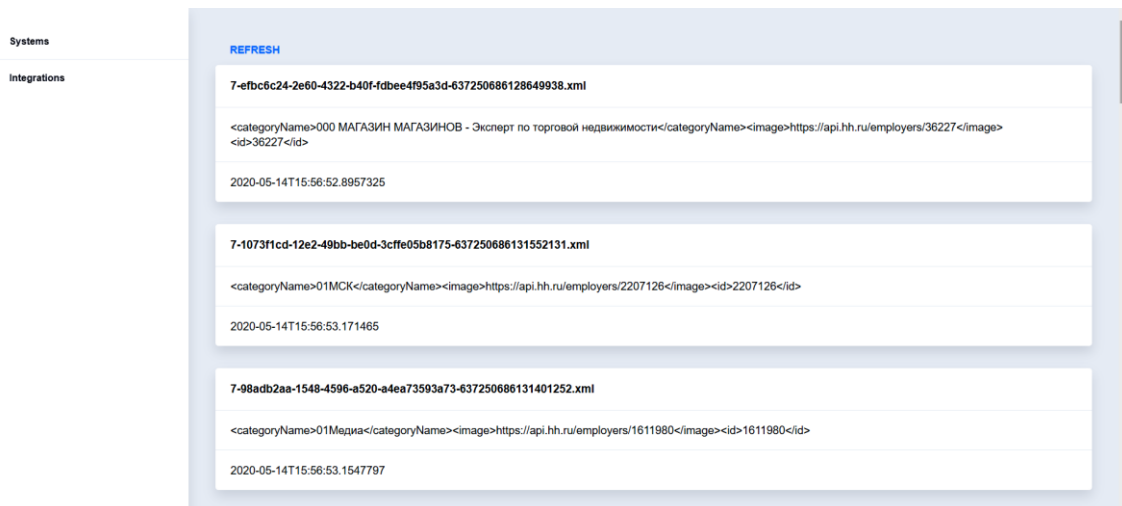 Systems
Integrations
REFRESH
7-efbc6c24-2e60-4322-b40f-fdbee4f95a3d-637250686128649938.xml
<categoryName>000 МАГАЗИН МАГАЗИНОВ - Эксперт по торговой недвижимости</categoryName><image>https://api.hh.ru/employers/36227</image>
<id>36227</id>
2020-05-14T15:56:52.8957325
7-1073f1cd-12e2-49bb-be0d-3cffe05b8175-637250686131552131.xml
<categoryName>01МСК</categoryName><image>https://api.hh.ru/employers/2207126</image><id>2207126</id>
2020-05-14T15:56:53.171465
7-98adb2aa-1548-4596-a520-a4ea73593a73-637250686131401252.xml
<categoryName>01Медиа</categoryName><image>https://api.hh.ru/employers/1611980</image><id>1611980</id>
2020-05-14T15:56:53.1547797